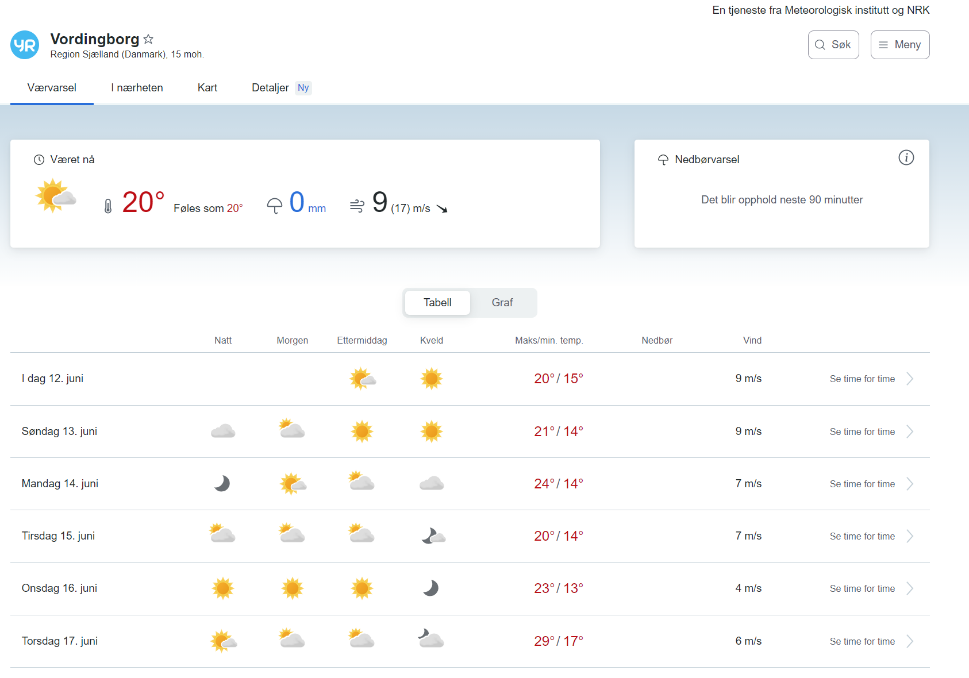 En tjeneste fra Meteorologisk institutt og NRK
YR
Vordingborg
Region Sjælland (Danmark), 15 moh.
Søk
Meny
Værvarsel I nærheten Kart Detaljer Ny
Været nå
20° Føles som 20° 0 mm 9 (17) m/s
Nedbørvarsel
Det blir opphold neste 90 minutter
Tabell Graf
Natt Morgen Ettermiddag Kveld Maks/min. temp. Nedbør Vind
I dag 12. juni 20°/15° 9 m/s Se time for time
Søndag 13. juni 21°/14° 9 m/s Se time for time
Mandag 14. juni 24°/14° 7 m/s Se time for time
Tirsdag 15. juni 20°/14° 7 m/s Se time for time
Onsdag 16. juni 23°/13° 4 m/s Se time for time
Torsdag 17. juni 29°/17° 6 m/s Se time for time